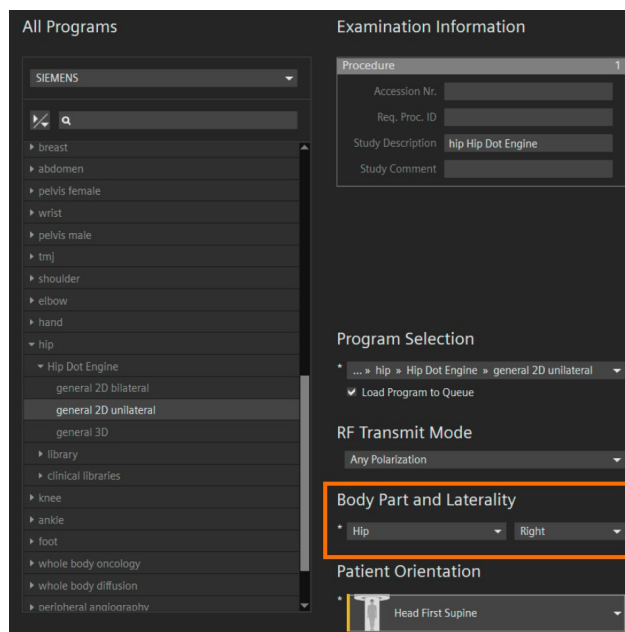 All Programs
SIEMENS
breast
abdomen
pelvis female
wrist
pelvis male
tmj
shoulder
elbow
hand
hip
Hip Dot Engine
general 2D bilateral
general 2D unilateral
general 3D
library
clinical libraries
knee
ankle
foot
whole body oncology
whole body diffusion
peripheral angiography
Examination Information
Procedure 1
Accession Nr.
Req. Proc. ID
Study Description hip Hip Dot Engine
Study Comment
Program Selection
* ... » hip » Hip Dot Engine » general 2D unilateral
Load Program to Queue
RF Transmit Mode
Any Polarization
Body Part and Laterality
* Hip Right
Patient Orientation
* Head First Supine